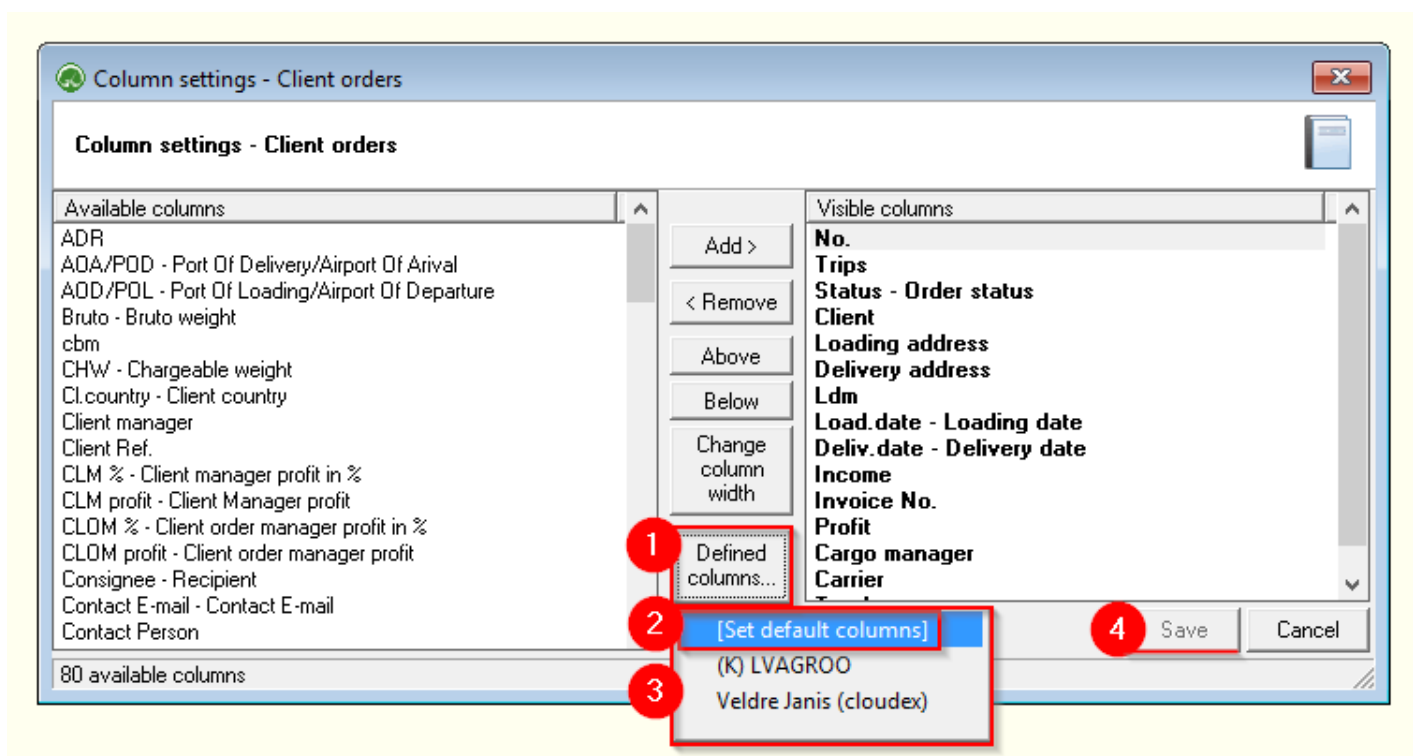 Column settings - Client orders
Column settings - Client orders
Available columns
ADR
AOA/POD - Port Of Delivery/Airport Of Arival
AOD/POL - Port Of Loading/Airport Of Departure
Bruto - Bruto weight
cbm
CHW - Chargeable weight
Cl.country - Client country
Client manager
Client Ref.
CLM % - Client manager profit in %
CLM profit - Client Manager profit
CLOM % - Client order manager profit in %
CLOM profit - Client order manager profit
Consignee - Recipient
Contact E-mail - Contact E-mail
Contact Person
80 available columns
Add >
< Remove
Above
Below
Change
column
width
1
Defined
columns...
2
[Set default columns]
(K) LVAGROO
3
Veldre Janis (cloudex)
Visible columns
No.
Trips
Status - Order status
Client
Loading address
Delivery address
Ldm
Load.date - Loading date
Deliv.date - Delivery date
Income
Invoice No.
Profit
Cargo manager
Carrier
4
Save
Cancel